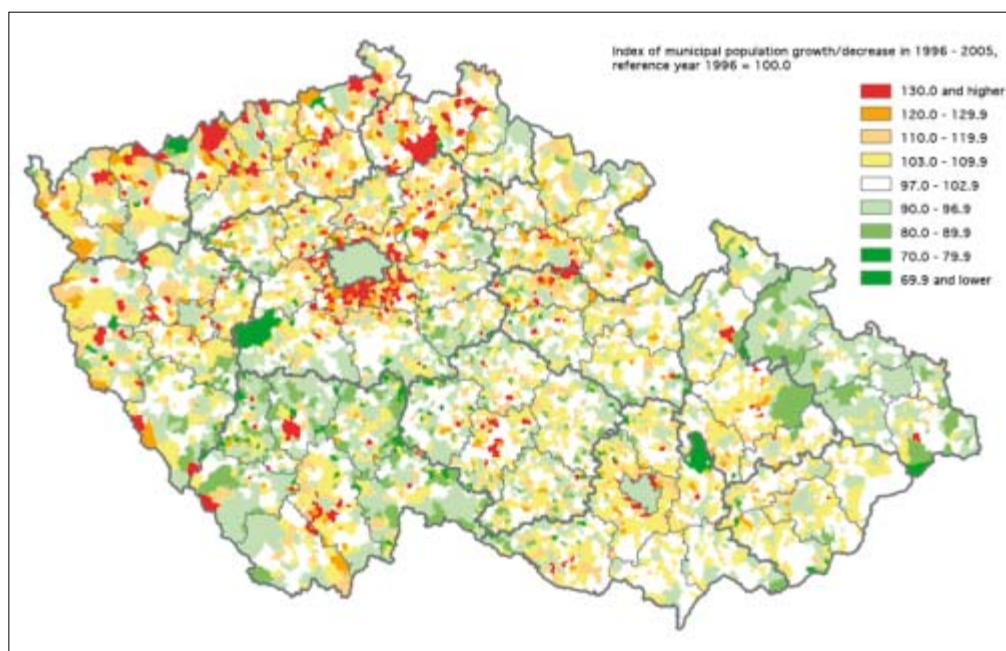 Index of municipal population growth/decrease in 1996 - 2005,
reference year 1996 = 100.0
130.0 and higher
120.0 - 129.9
110.0 - 119.9
103.0 - 109.9
97.0 - 102.9
90.0 - 96.9
80.0 - 89.9
70.0 - 79.9
69.9 and lower